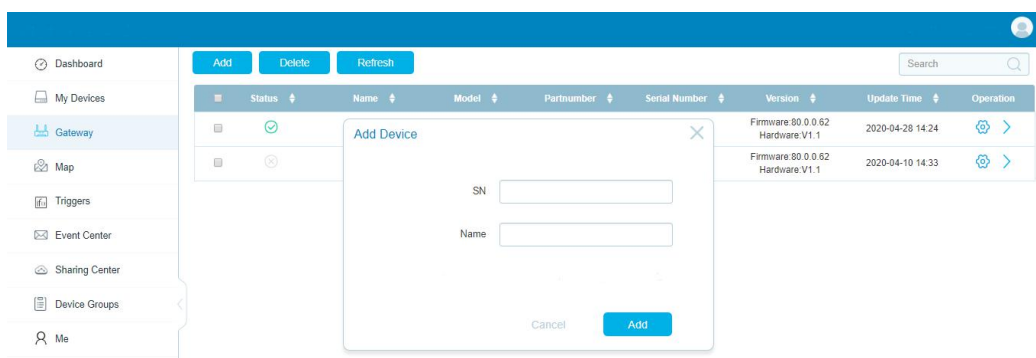 Dashboard
My Devices
Gateway
Map
Triggers
Event Center
Sharing Center
Device Groups
Me
Add Delete Refresh Search
Status Name Model Partnumber Serial Number Version Update Time Operation
Firmware:80.0.0.62
Hardware:V1.1
2020-04-28 14:24
Firmware:80.0.0.62
Hardware:V1.1
2020-04-10 14:33
Add Device
SN
Name
Cancel Add